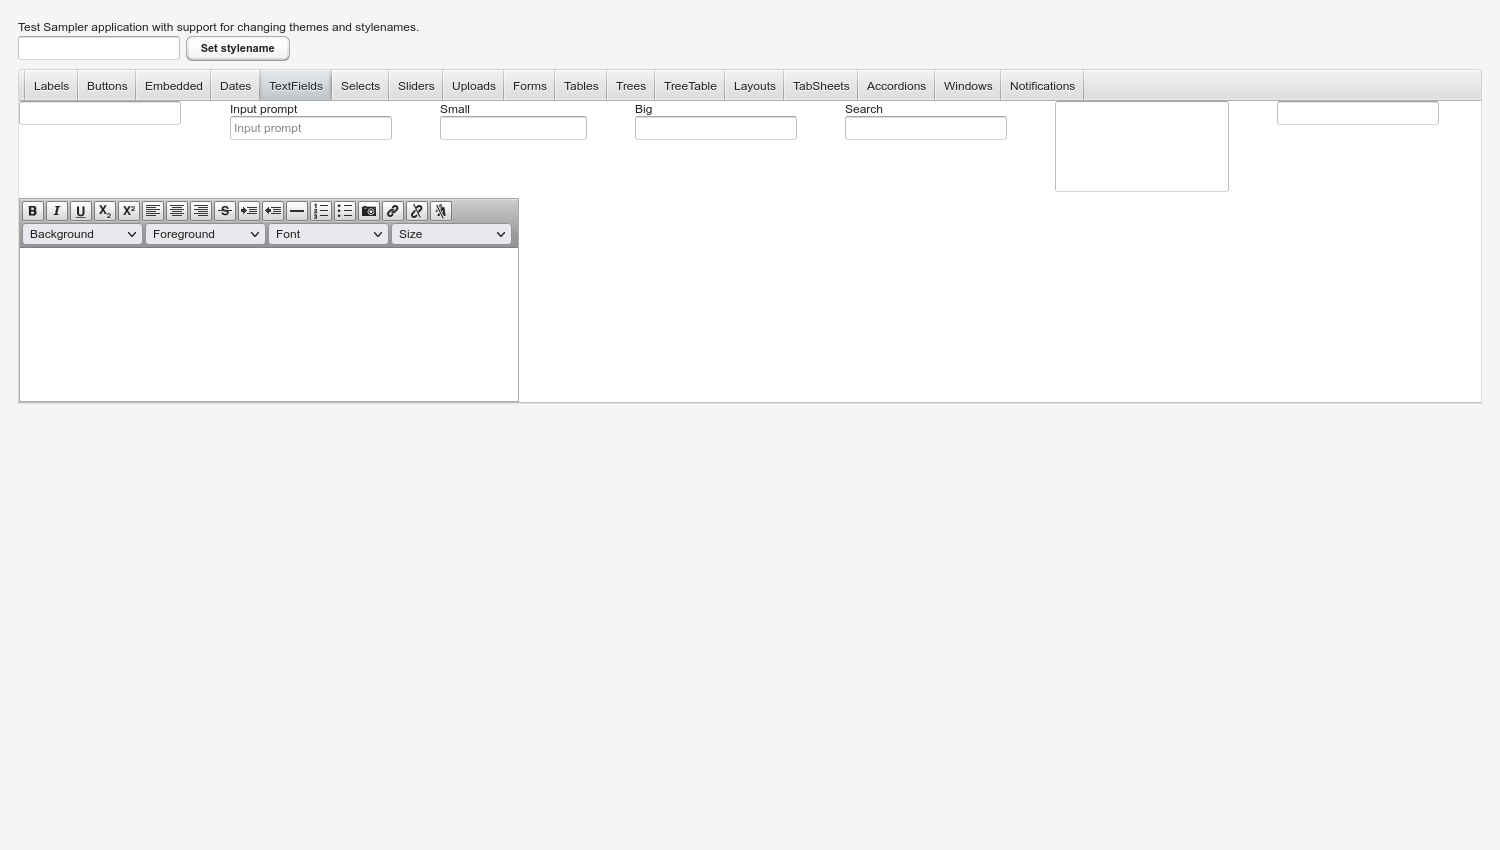 Test Sampler application with support for changing themes and stylenames.
Set stylename
Labels Buttons Embedded Dates TextFields Selects Sliders Uploads Forms Tables Trees TreeTable Layouts TabSheets Accordions Windows Notifications
Input prompt Small Big Search
Input prompt
B I U X₂ X² S
Background Foreground Font Size